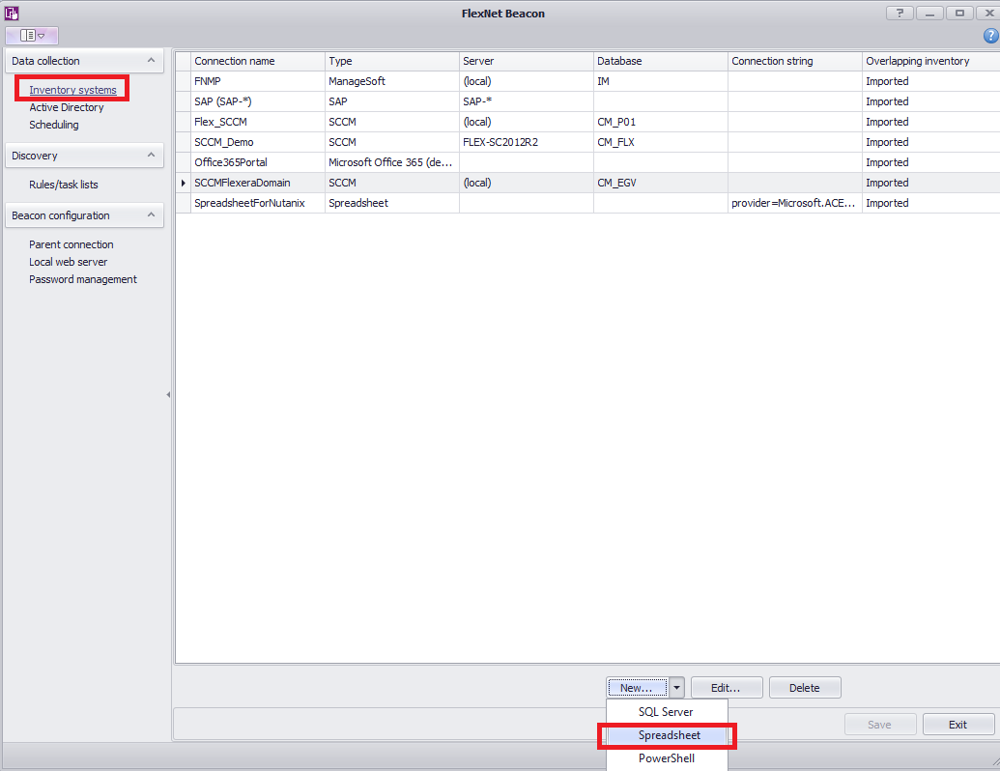 FlexNet Beacon
?
?
Data collection
Inventory systems
Active Directory
Scheduling
Discovery
Rules/task lists
Beacon configuration
Parent connection
Local web server
Password management
Connection name Type Server Database Connection string Overlapping inventory
FNMP ManageSoft (local) IM Imported
SAP (SAP-*) SAP SAP-* Imported
Flex_SCCM SCCM (local) CM_P01 Imported
SCCM_Demo SCCM FLEX-SC2012R2 CM_FLX Imported
Office365Portal Microsoft Office 365 (de... Imported
SCCMFlexeraDomain SCCM (local) CM_EGV Imported
SpreadsheetForNutanix Spreadsheet provider=Microsoft.ACE... Imported
New... Edit... Delete
SQL Server
Spreadsheet
PowerShell
Save Exit